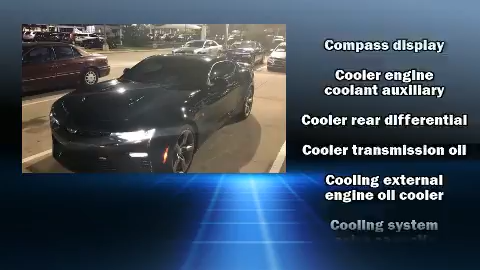 Compass display
Cooler engine
coolant auxiliary
Cooler rear differential
Cooler transmission oil
Cooling external
engine oil cooler
Cooling system